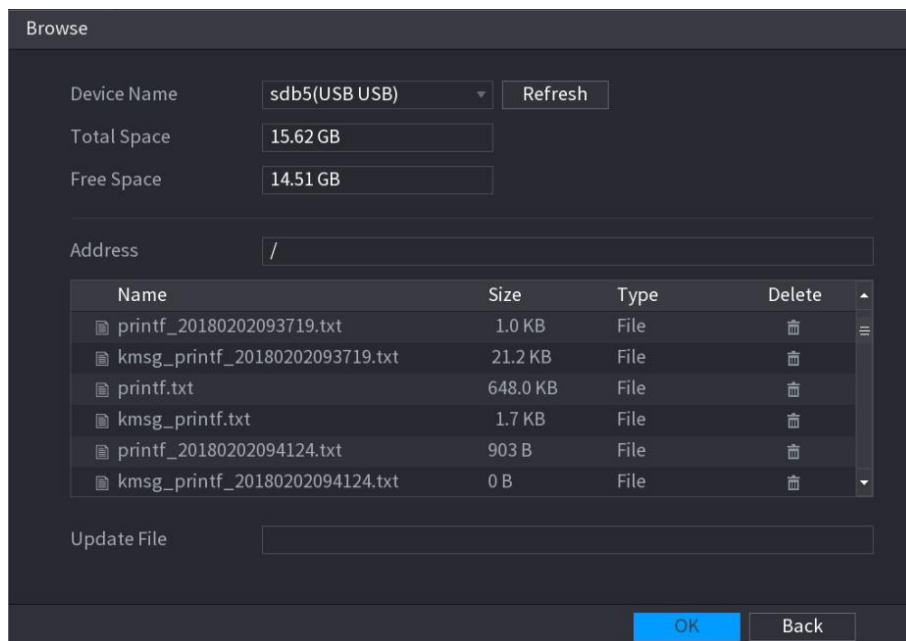 Browse
Device Name sdb5(USB USB) Refresh
Total Space 15.62 GB
Free Space 14.51 GB
Address /
Name Size Type Delete
printf_20180202093719.txt 1.0 KB File
kmsg_printf_20180202093719.txt 21.2 KB File
printf.txt 648.0 KB File
kmsg_printf.txt 1.7 KB File
printf_20180202094124.txt 903 B File
kmsg_printf_20180202094124.txt 0 B File
Update File
OK Back